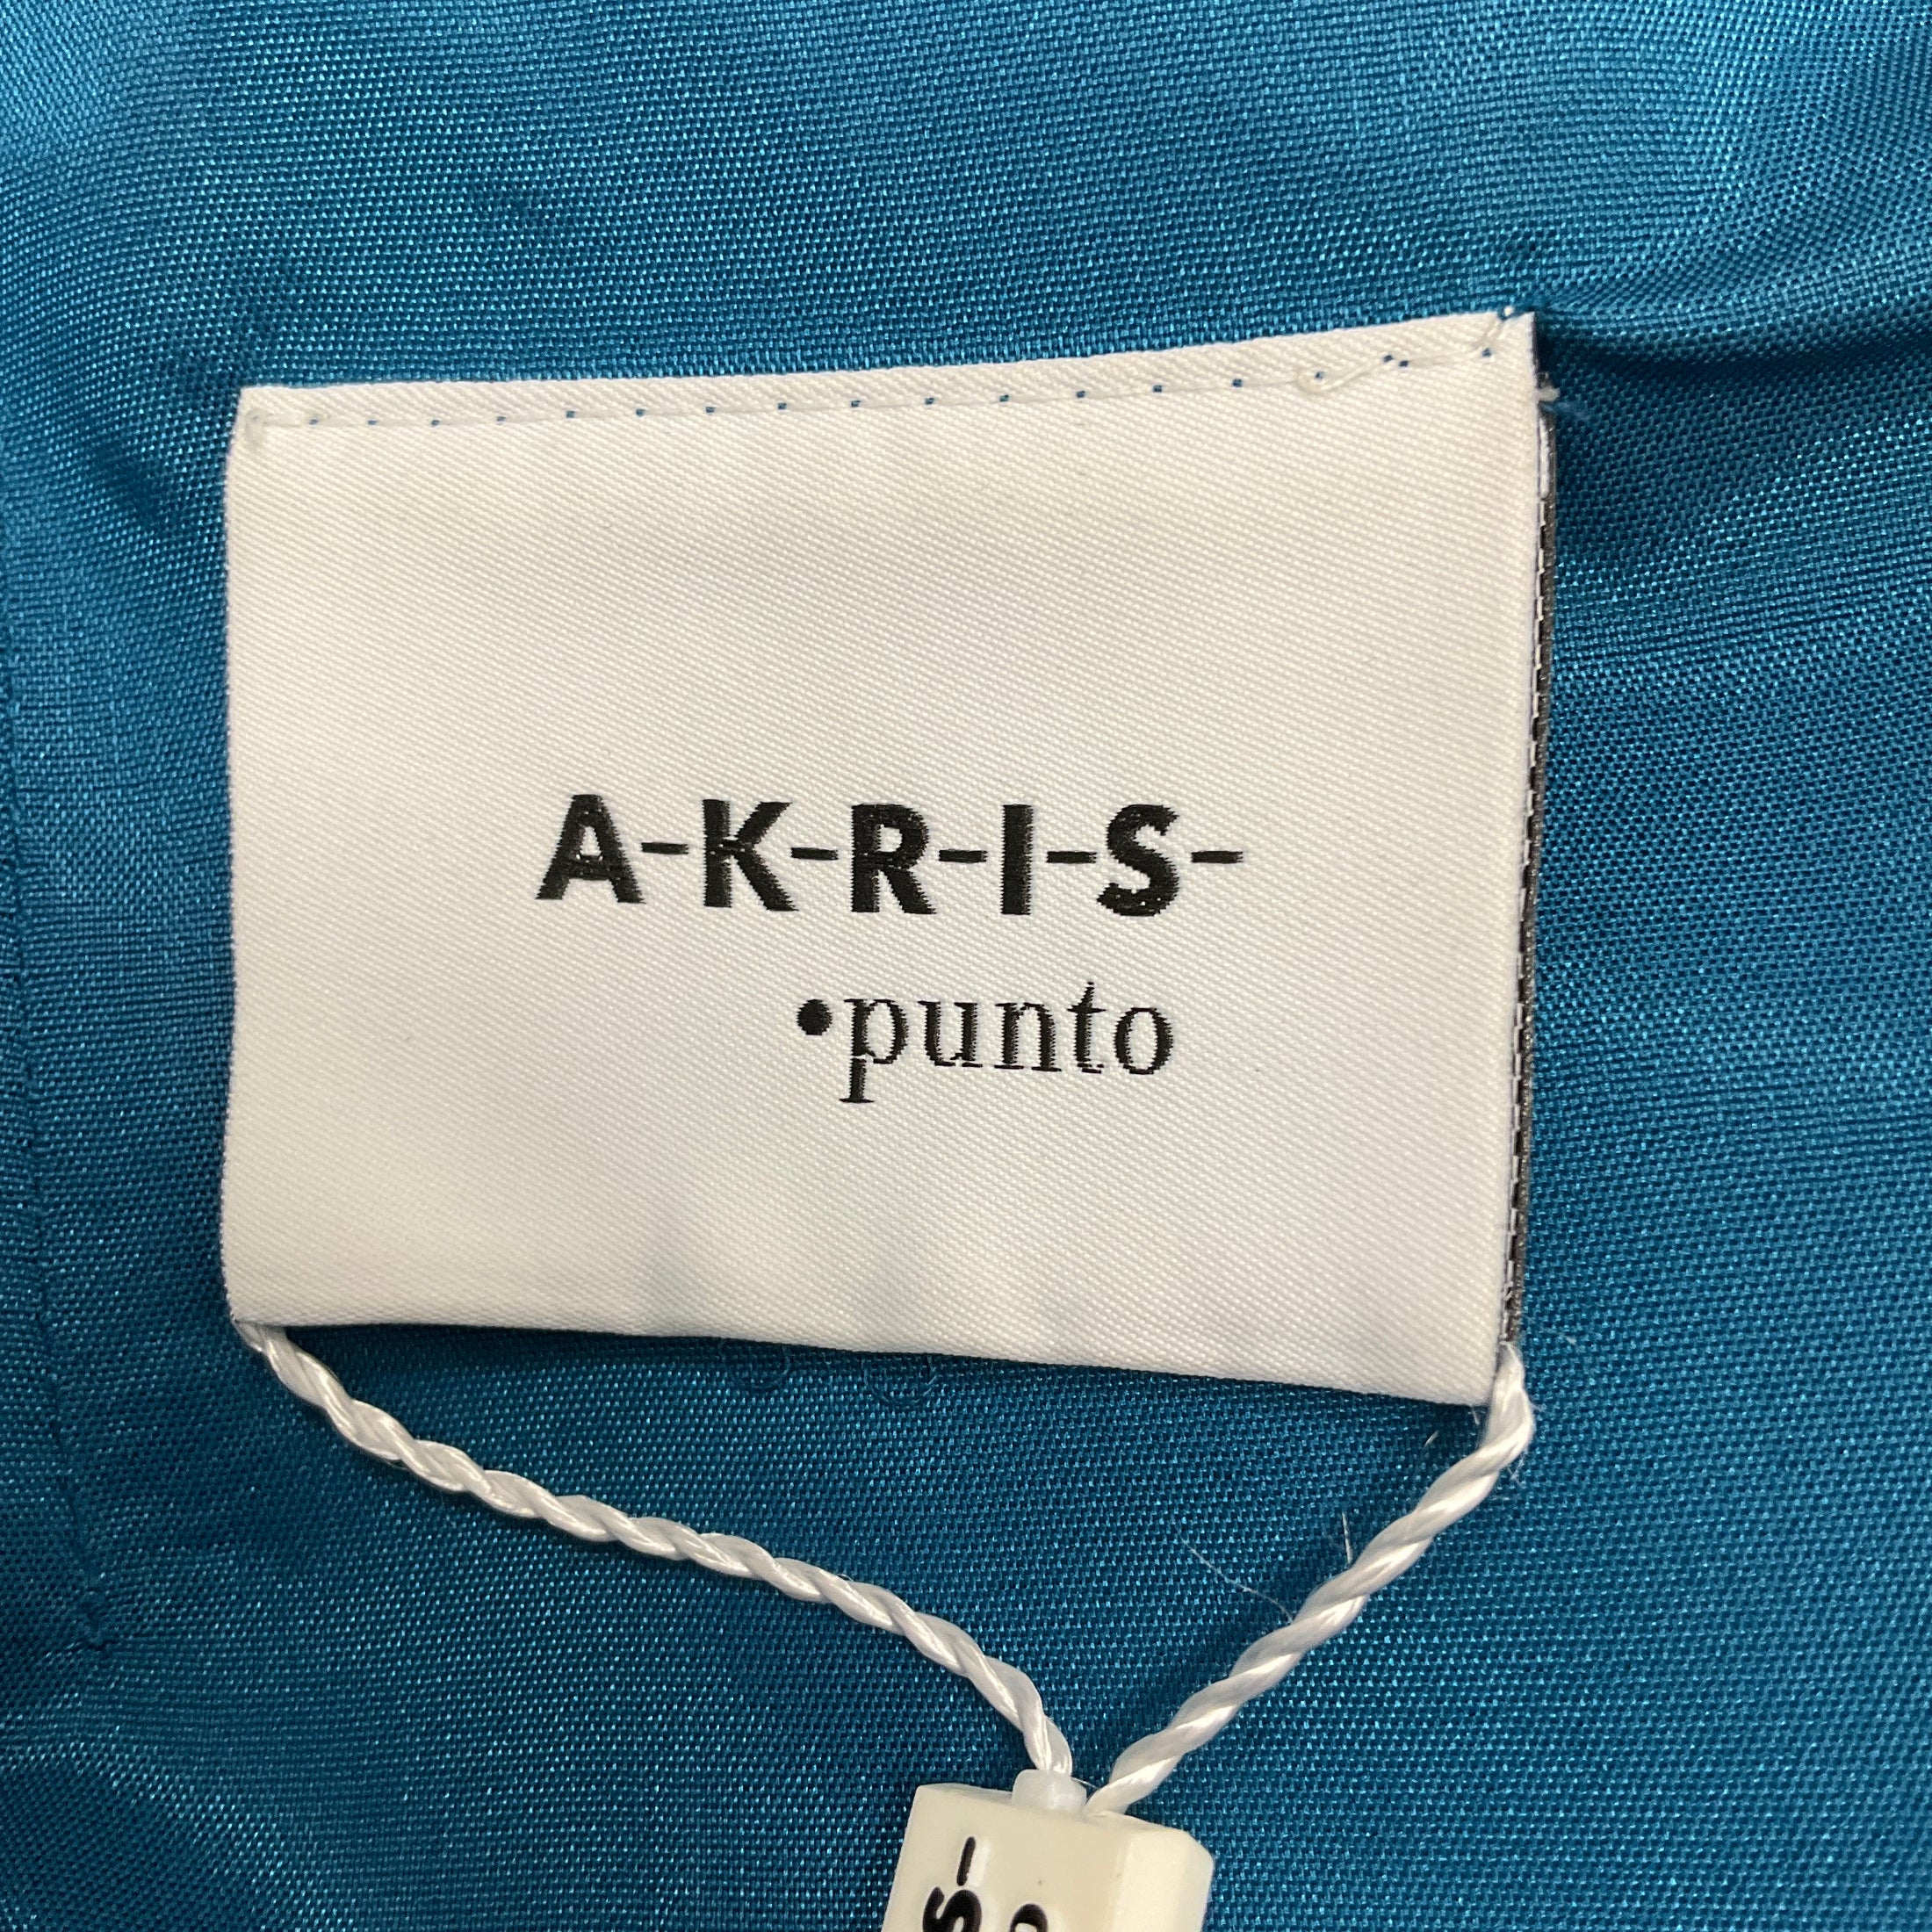 A-K-R-I-S-
•punto
S-